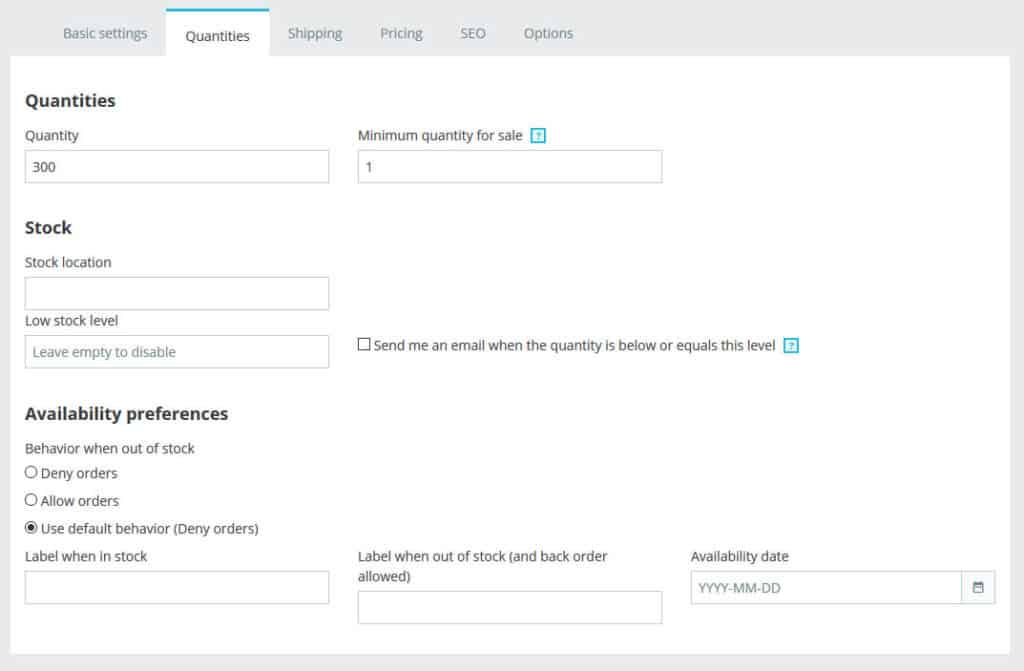 Basic settings Quantities Shipping Pricing SEO Options
Quantities
Quantity
300
Minimum quantity for sale ?
1
Stock
Stock location
Low stock level
Leave empty to disable
Send me an email when the quantity is below or equals this level ?
Availability preferences
Behavior when out of stock
Deny orders
Allow orders
Use default behavior (Deny orders)
Label when in stock
Label when out of stock (and back order
allowed)
Availability date
YYYY-MM-DD